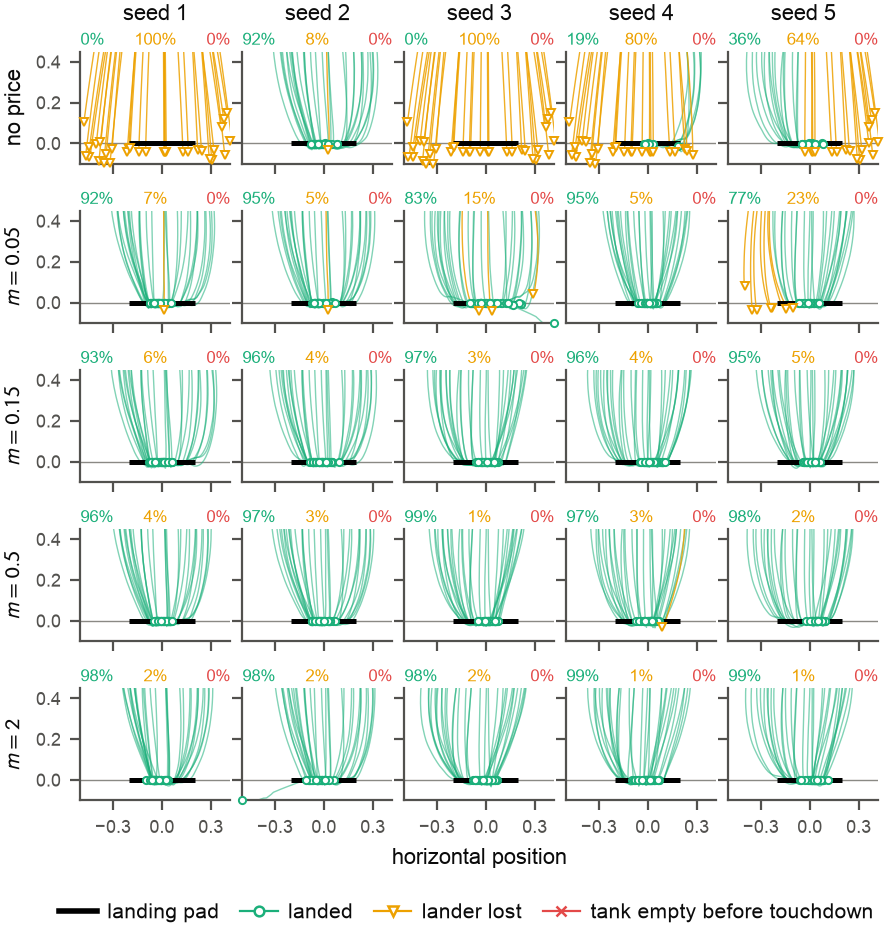 seed 1 seed 2 seed 3 seed 4 seed 5
0% 100% 0% 92% 8% 0% 0% 100% 0% 19% 80% 0% 36% 64% 0%
no price
0.4
0.2
0.0
92% 7% 0% 95% 5% 0% 83% 15% 0% 95% 5% 0% 77% 23% 0%
m = 0.05
0.4
0.2
0.0
93% 6% 0% 96% 4% 0% 97% 3% 0% 96% 4% 0% 95% 5% 0%
m = 0.15
0.4
0.2
0.0
96% 4% 0% 97% 3% 0% 99% 1% 0% 97% 3% 0% 98% 2% 0%
m = 0.5
0.4
0.2
0.0
98% 2% 0% 98% 2% 0% 98% 2% 0% 99% 1% 0% 99% 1% 0%
m = 2
0.4
0.2
0.0
−0.3 0.0 0.3 −0.3 0.0 0.3 −0.3 0.0 0.3 −0.3 0.0 0.3 −0.3 0.0 0.3
horizontal position
landing pad landed lander lost tank empty before touchdown